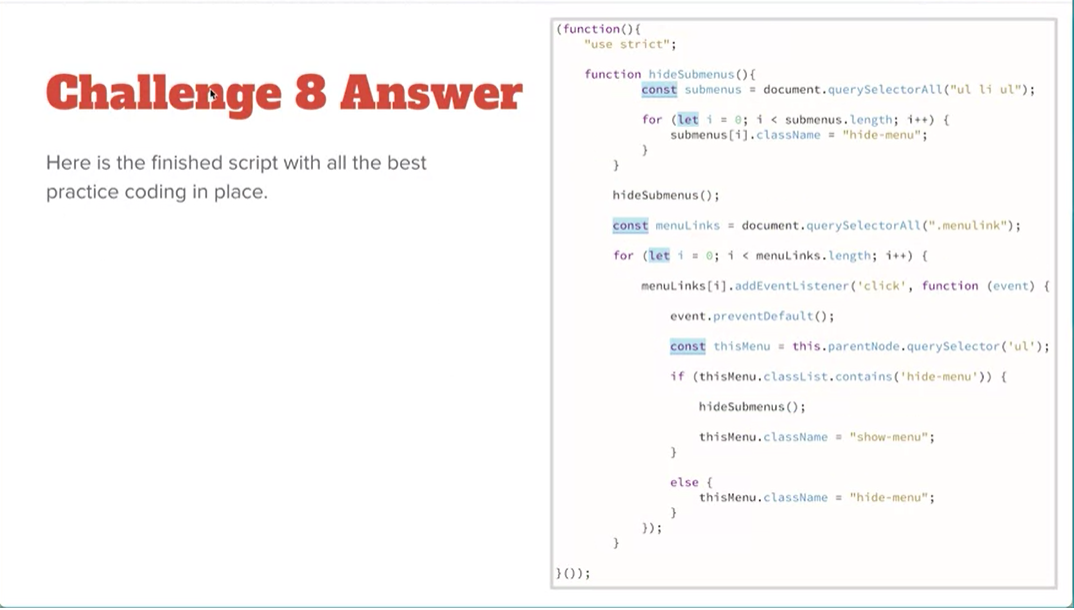 Challenge 8 Answer
Here is the finished script with all the best
practice coding in place.
(function(){
"use strict";
function hideSubmenus(){
const submenus = document.querySelectorAll("ul li ul");
for (let i = 0; i < submenus.length; i++) {
submenus[i].className = "hide-menu";
}
}
hideSubmenus();
const menuLinks = document.querySelectorAll(".menulink");
for (let i = 0; i < menuLinks.length; i++) {
menuLinks[i].addEventListener('click', function (event) {
event.preventDefault();
const thisMenu = this.parentNode.querySelector('ul');
if (thisMenu.classList.contains('hide-menu')) {
hideSubmenus();
thisMenu.className = "show-menu";
}
else {
thisMenu.className = "hide-menu";
}
});
}
}());